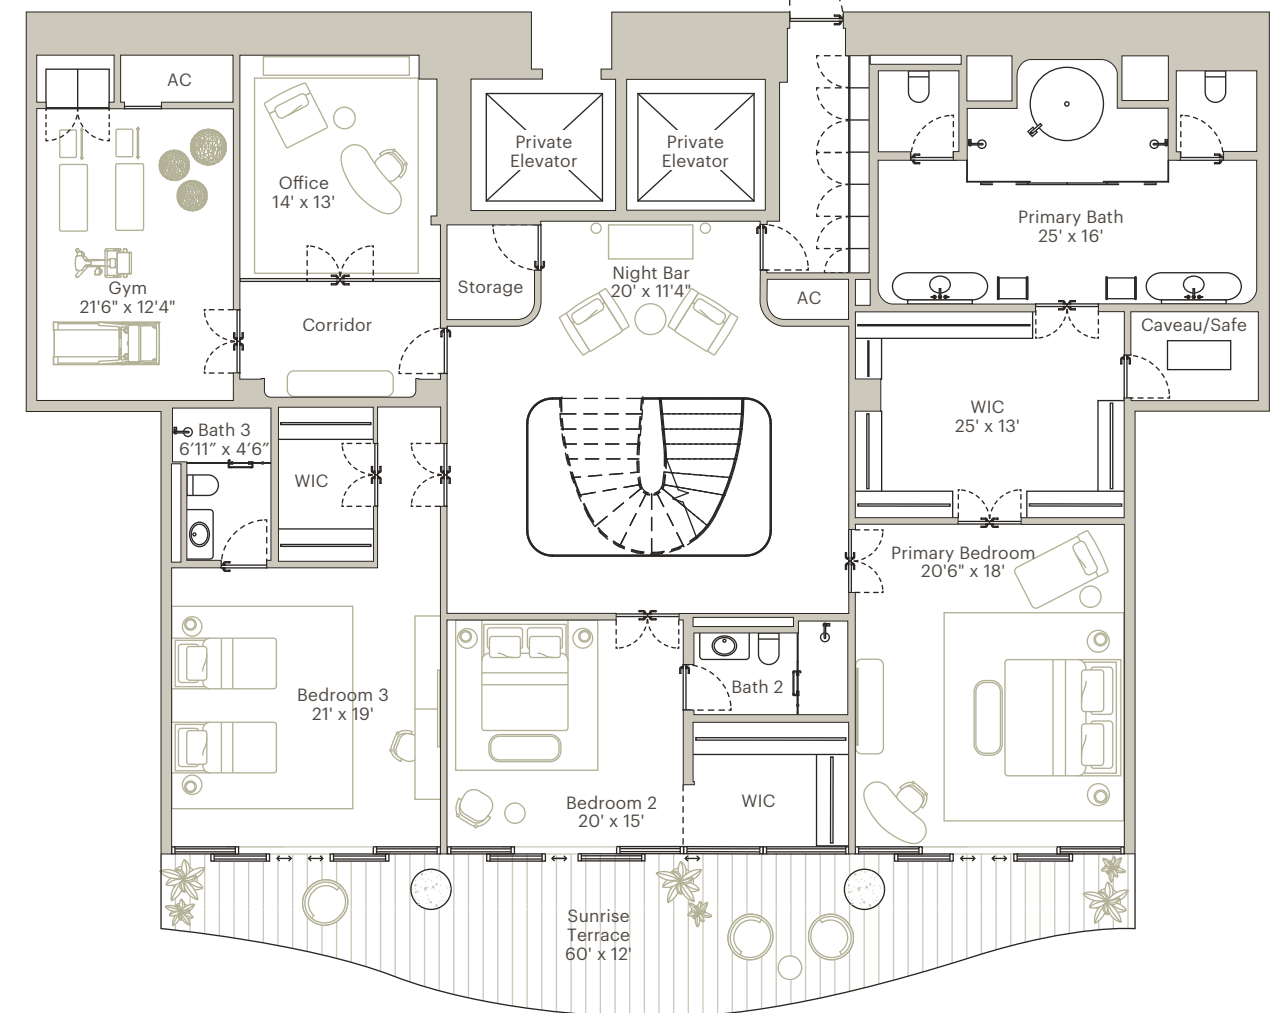 AC
Private
Elevator
Private
Elevator
Office
14' x 13'
Primary Bath
25' x 16'
Gym
21'6" x 12'4"
Storage
Night Bar
20' x 11'4"
AC
Corridor
Caveau/Safe
WIC
25' x 13'
Bath 3
6'11" x 4'6"
WIC
Primary Bedroom
20'6" x 18'
Bedroom 3
21' x 19'
Bath 2
Bedroom 2
20' x 15'
WIC
Sunrise
Terrace
60' x 12'